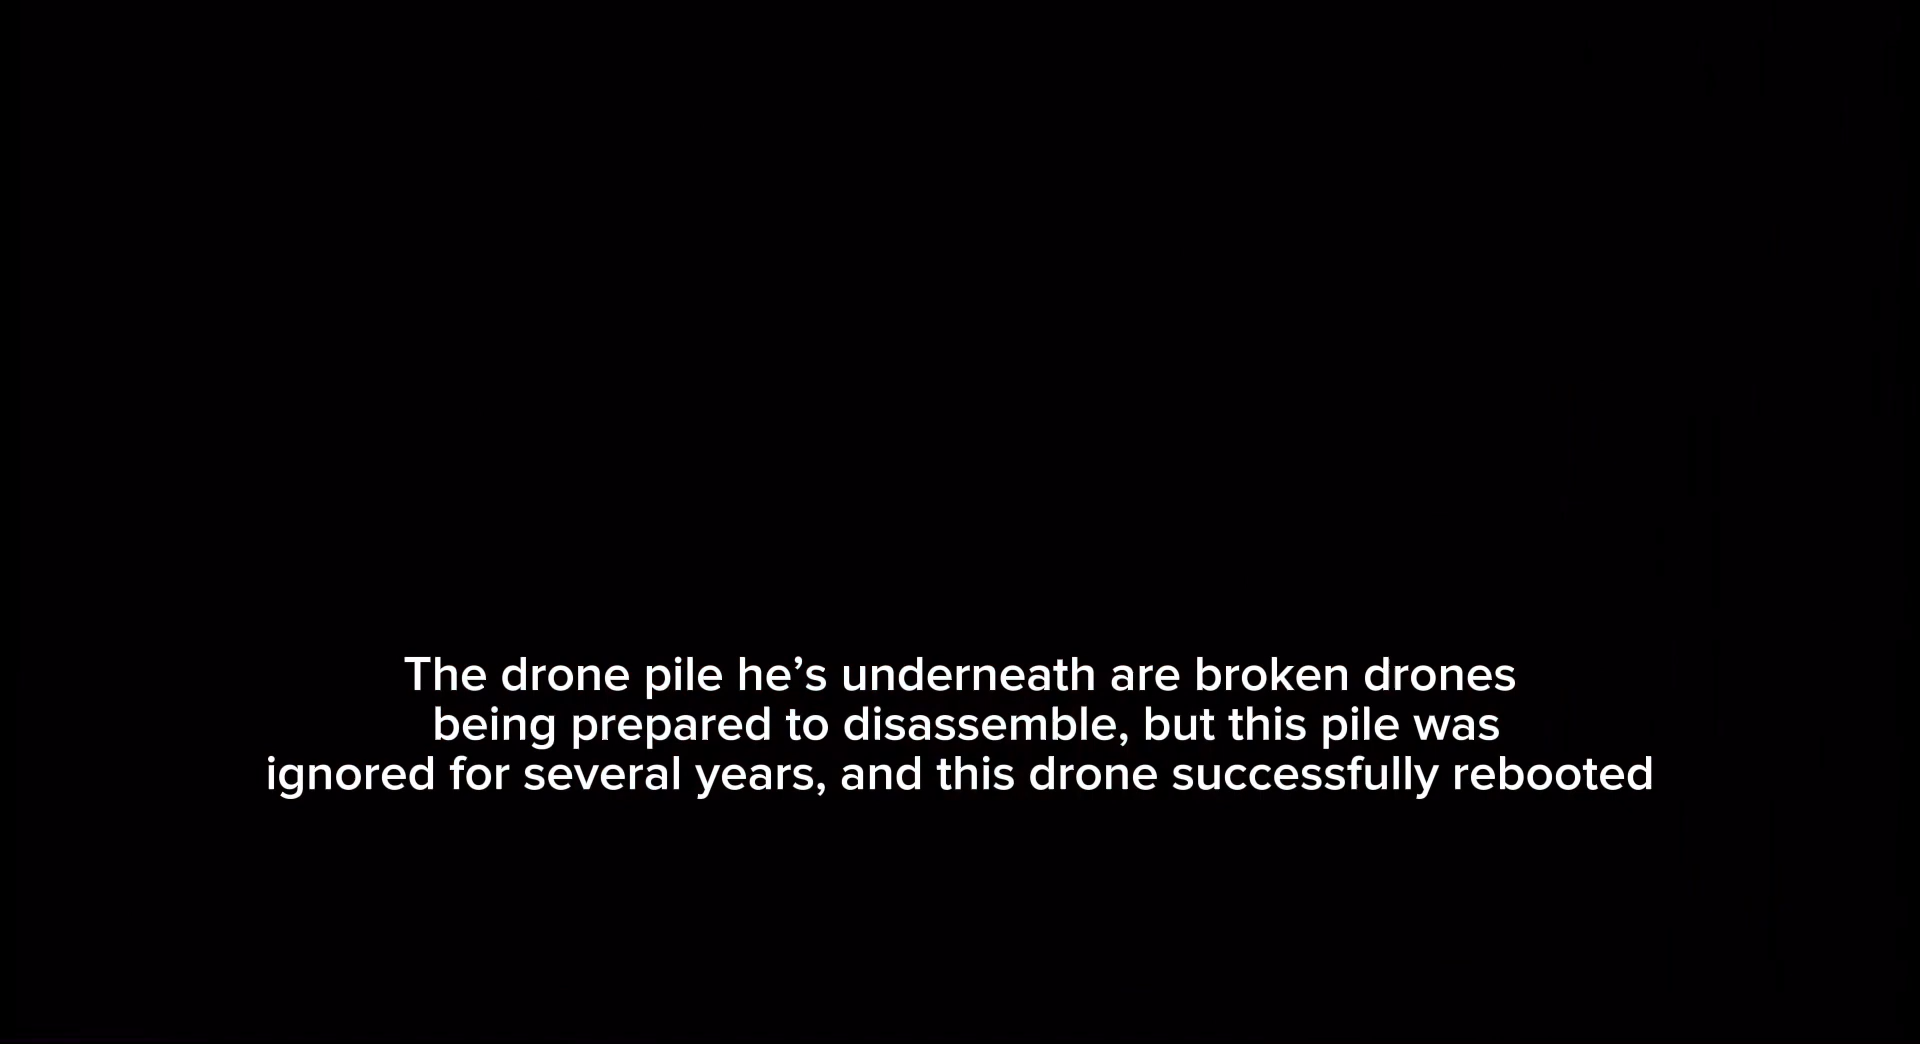 The drone pile he’s underneath are broken drones
being prepared to disassemble, but this pile was
ignored for several years, and this drone successfully rebooted